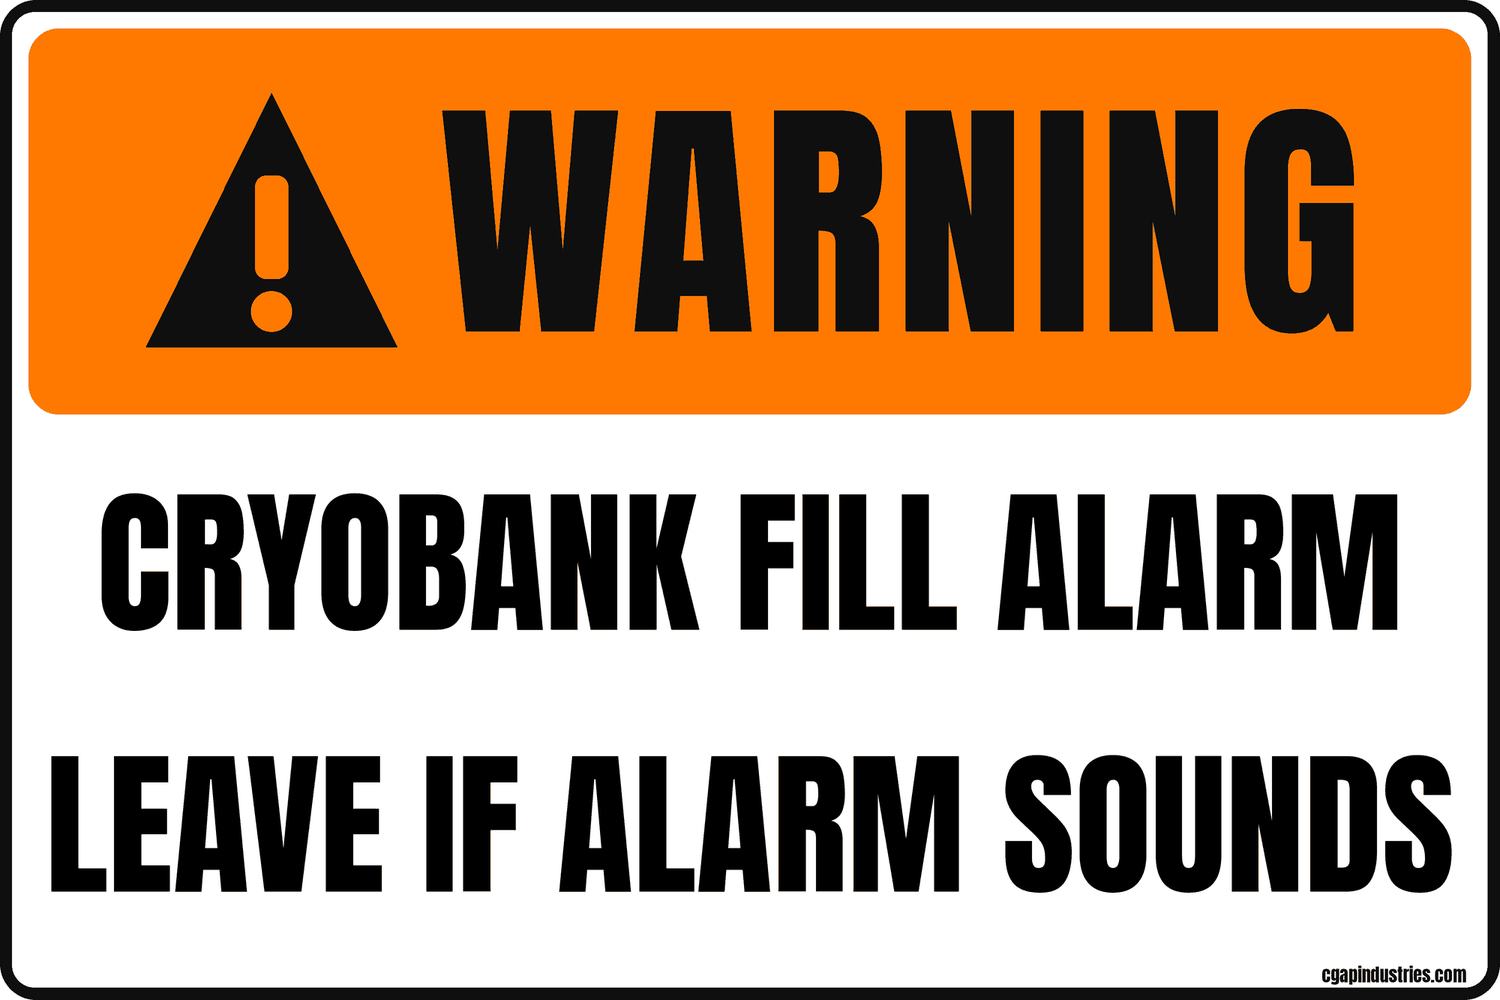 WARNING
CRYOBANK FILL ALARM
LEAVE IF ALARM SOUNDS
cgapindustries.com